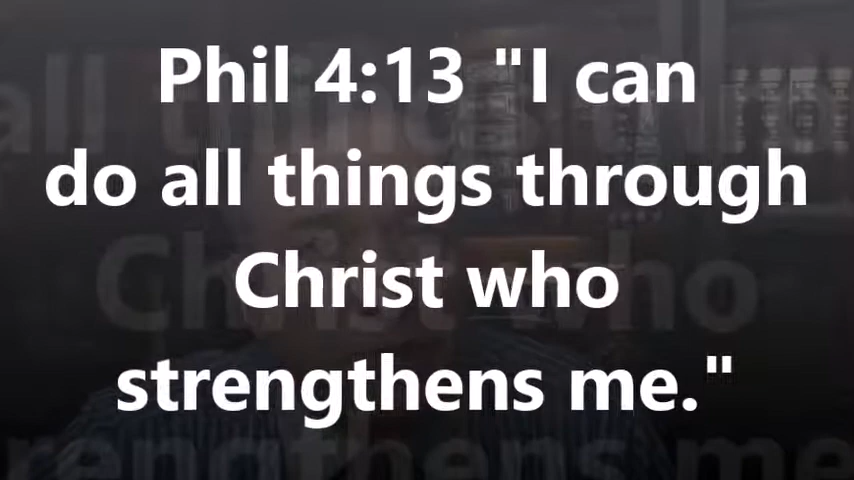 Phil 4:13 "I can
do all things through
Christ who
strengthens me."